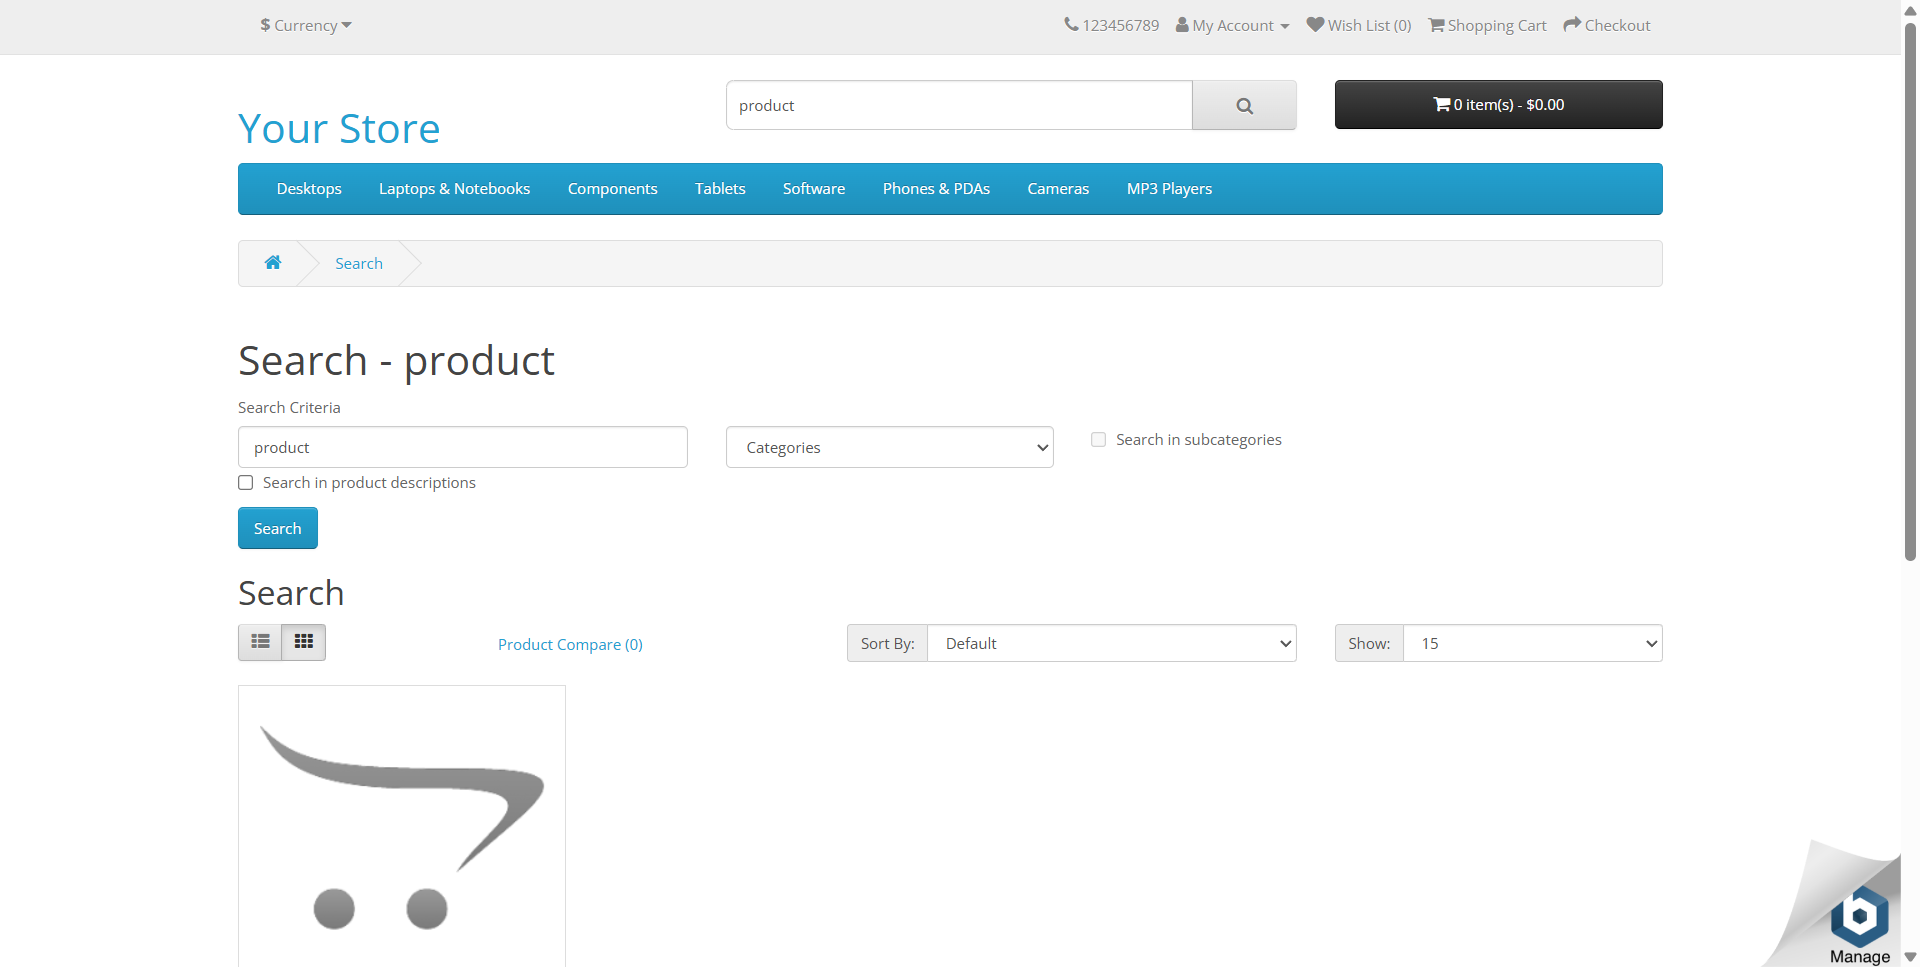 $ Currency
123456789 My Account Wish List (0) Shopping Cart Checkout
Your Store
product
0 item(s) - $0.00
Desktops Laptops & Notebooks Components Tablets Software Phones & PDAs Cameras MP3 Players
Search
Search - product
Search Criteria
product
Categories
Search in subcategories
Search in product descriptions
Search
Search
Product Compare (0)
Sort By: Default
Show: 15
Manage